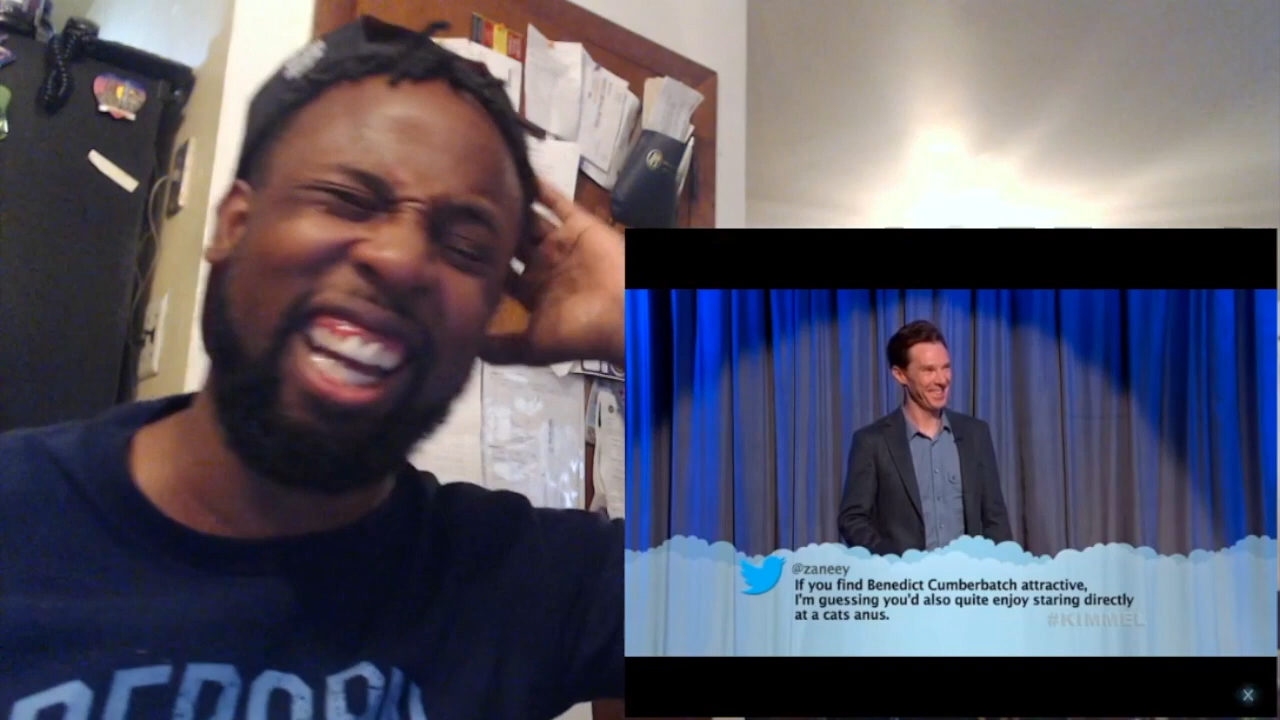 @zaneey
If you find Benedict Cumberbatch attractive,
I'm guessing you'd also quite enjoy staring directly
at a cats anus.
#KIMMEL